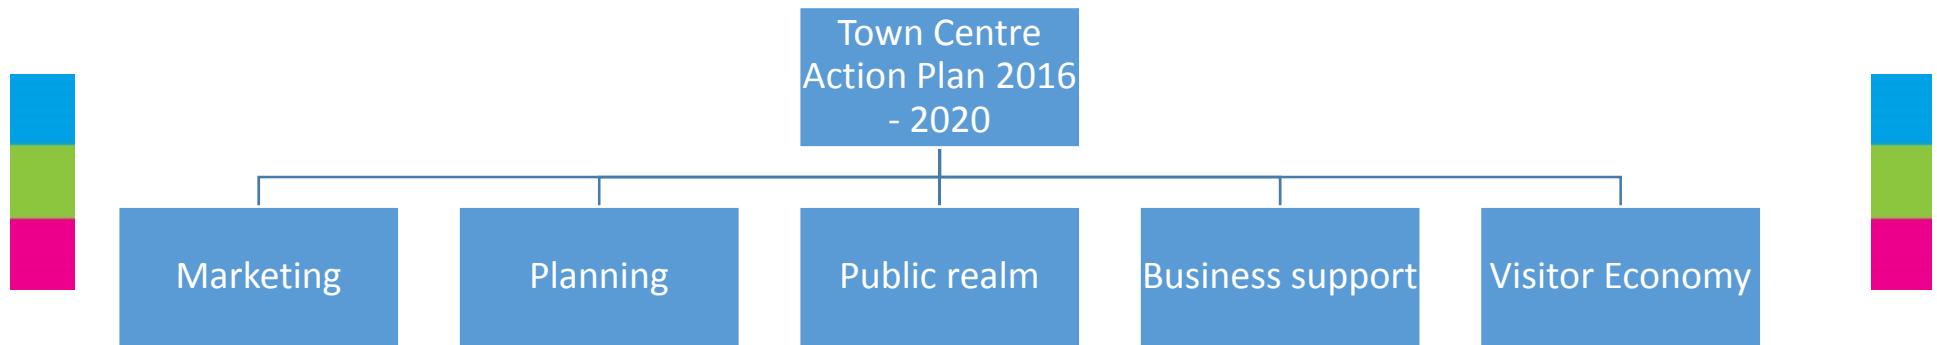 Town Centre
Action Plan 2016
- 2020
Marketing
Planning
Public realm
Business support
Visitor Economy